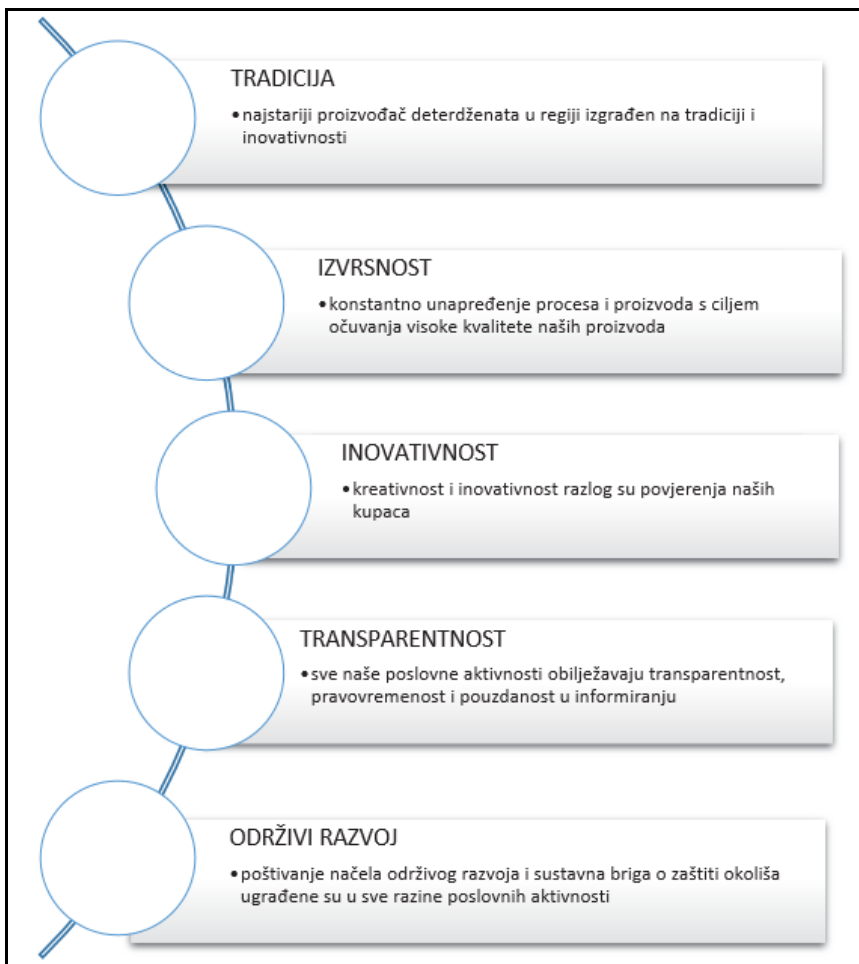 TRADICIJA
•najstariji proizvođač deterdženata u regiji izgrađen na tradiciji i
inovativnosti
IZVRSNOST
•konstantno unapređenje procesa i proizvoda s ciljem
očuvanja visoke kvalitete naših proizvoda
INOVATIVNOST
•kreativnost i inovativnost razlog su povjerenja naših
kupaca
TRANSPARENTNOST
•sve naše poslovne aktivnosti obilježavaju transparentnost,
pravovremenost i pouzdanost u informiranju
ODRŽIVI RAZVOJ
•poštivanje načela održivog razvoja i sustavna briga o zaštiti okoliša
ugrađene su u sve razine poslovnih aktivnosti